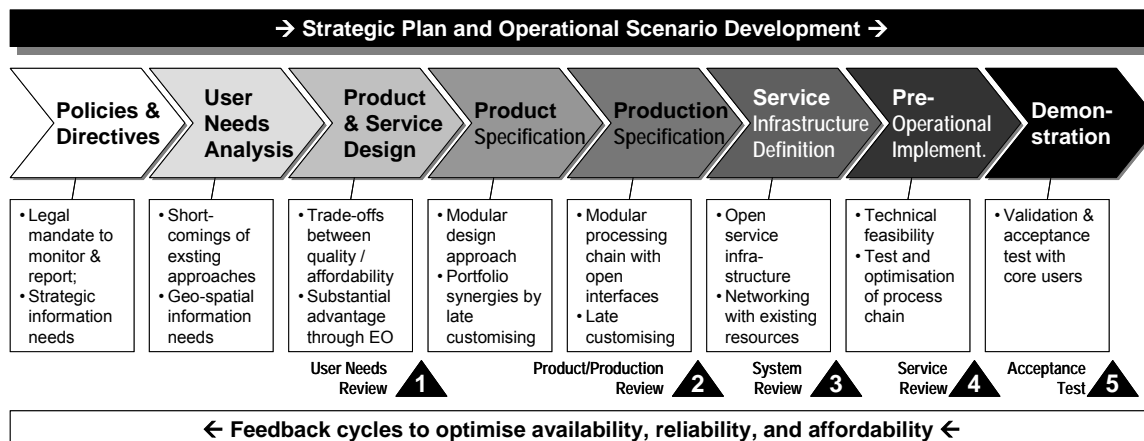 → Strategic Plan and Operational Scenario Development →
Policies &
Directives
User
Needs
Analysis
Product
& Service
Design
Product
Specification
Production
Specification
Service
Infrastructure
Definition
Pre-
Operational
Implement.
Demon-
stration
• Legal
mandate to
monitor &
report;
• Strategic
information
needs
• Short-
comings of
exsting
approaches
• Geo-spatial
information
needs
• Trade-offs
between
quality /
affordability
• Substantial
advantage
through EO
• Modular
design
approach
• Portfolio
synergies by
late
customising
• Modular
processing
chain with
open
interfaces
• Late
customising
• Open
service
infra-
structure
• Networking
with existing
resources
• Technical
feasibility
• Test and
optimisation
of process
chain
• Validation &
acceptance
test with
core users
User Needs
Review 1
Product/Production
Review 2
System
Review 3
Service
Review 4
Acceptance
Test 5
← Feedback cycles to optimise availability, reliability, and affordability ←